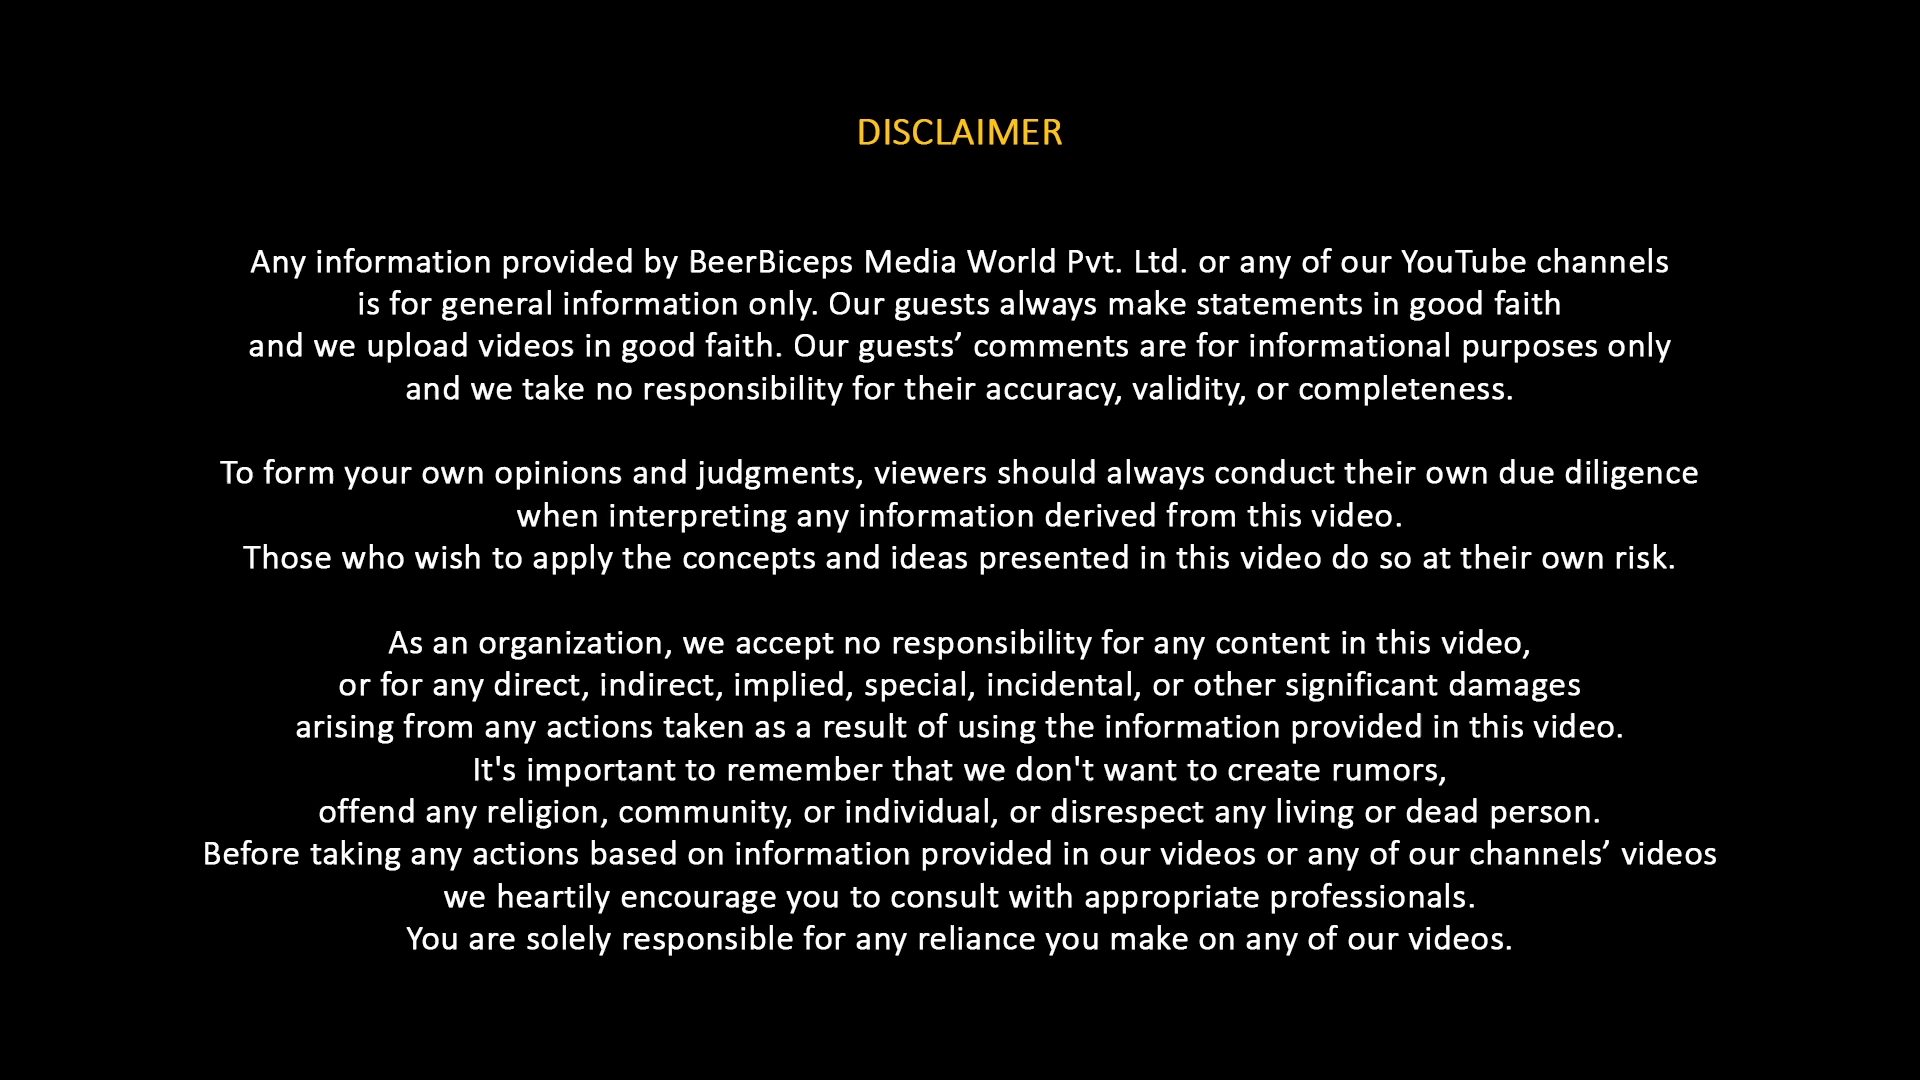 DISCLAIMER
Any information provided by BeerBiceps Media World Pvt. Ltd. or any of our YouTube channels
is for general information only. Our guests always make statements in good faith
and we upload videos in good faith. Our guests’ comments are for informational purposes only
and we take no responsibility for their accuracy, validity, or completeness.
To form your own opinions and judgments, viewers should always conduct their own due diligence
when interpreting any information derived from this video.
Those who wish to apply the concepts and ideas presented in this video do so at their own risk.
As an organization, we accept no responsibility for any content in this video,
or for any direct, indirect, implied, special, incidental, or other significant damages
arising from any actions taken as a result of using the information provided in this video.
It's important to remember that we don't want to create rumors,
offend any religion, community, or individual, or disrespect any living or dead person.
Before taking any actions based on information provided in our videos or any of our channels’ videos
we heartily encourage you to consult with appropriate professionals.
You are solely responsible for any reliance you make on any of our videos.